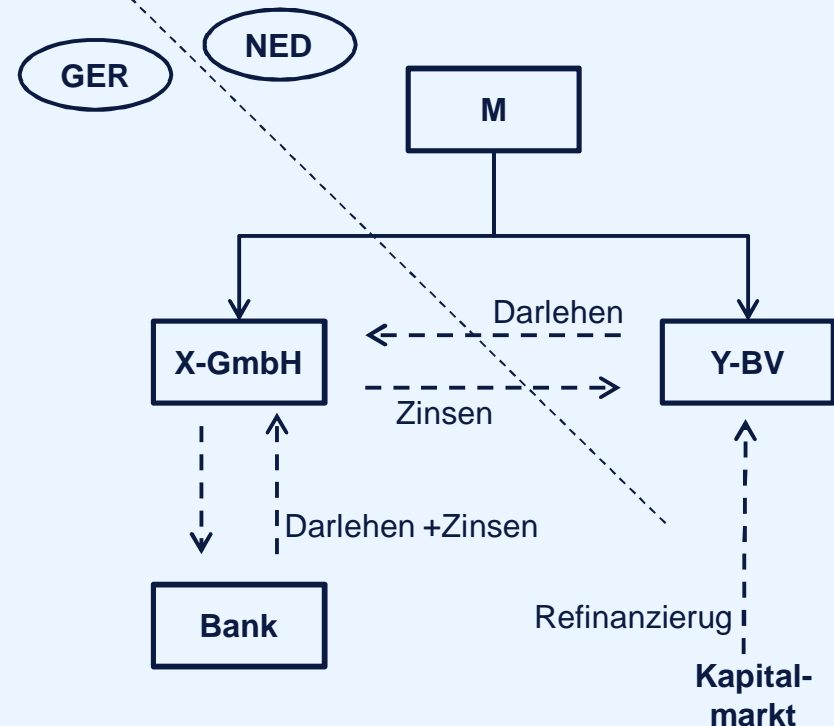 NED
GER
M
Darlehen
X-GmbH
Y-BV
Zinsen
Darlehen +Zinsen
Bank
Refinanzierug
Kapital-
markt